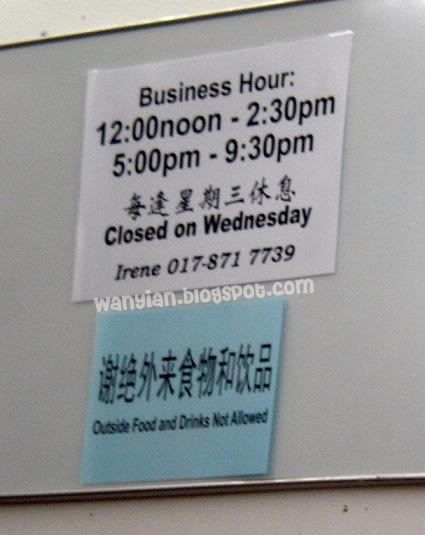 Business Hour:
12:00noon - 2:30pm
5:00pm - 9:30pm
每逢星期三休息
Closed on Wednesday
Irene 017-871 7739
wanyian.blogspot.com
谢绝外来食物和饮品
Outside Food and Drinks Not Allowed